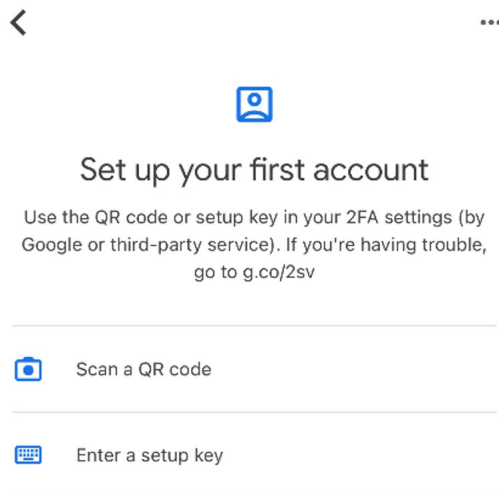 Set up your first account
Use the QR code or setup key in your 2FA settings (by
Google or third-party service). If you're having trouble,
go to g.co/2sv
Scan a QR code
Enter a setup key